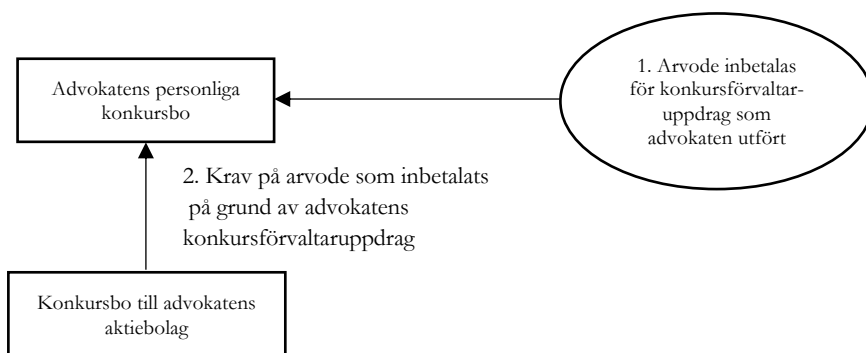 Advokatens personliga
konkursbo
1. Arvode inbetalas
för konkursförvaltar-
uppdrag som
advokaten utfört
2. Krav på arvode som inbetalats
på grund av advokatens
konkursförvaltaruppdrag
Konkursbo till advokatens
aktiebolag